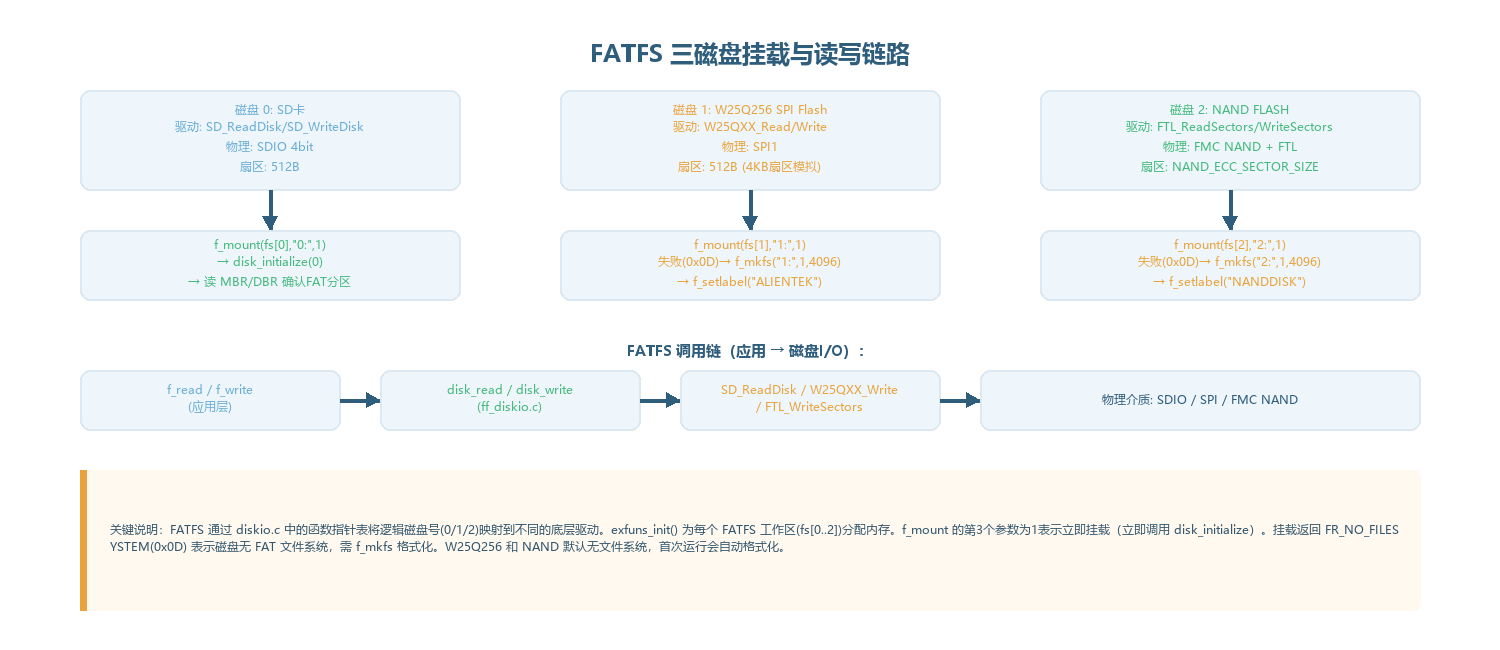 FATFS 三磁盘挂载与读写链路
磁盘 0: SD卡
驱动: SD_ReadDisk/SD_WriteDisk
物理: SDIO 4bit
扇区: 512B
磁盘 1: W25Q256 SPI Flash
驱动: W25QXX_Read/Write
物理: SPI1
扇区: 512B (4KB扇区模拟)
磁盘 2: NAND FLASH
驱动: FTL_ReadSectors/WriteSectors
物理: FMC NAND + FTL
扇区: NAND_ECC_SECTOR_SIZE
f_mount(fs[0],"0:",1)
→ disk_initialize(0)
→ 读 MBR/DBR 确认FAT分区
f_mount(fs[1],"1:",1)
失败(0x0D)→ f_mkfs("1:",1,4096)
→ f_setlabel("ALIENTEK")
f_mount(fs[2],"2:",1)
失败(0x0D)→ f_mkfs("2:",1,4096)
→ f_setlabel("NANDDISK")
FATFS 调用链（应用 → 磁盘I/O）：
f_read / f_write
(应用层)
disk_read / disk_write
(ff_diskio.c)
SD_ReadDisk / W25QXX_Write
/ FTL_WriteSectors
物理介质: SDIO / SPI / FMC NAND
关键说明：FATFS 通过 diskio.c 中的函数指针表将逻辑磁盘号(0/1/2)映射到不同的底层驱动。exfuns_init() 为每个 FATFS 工作区(fs[0..2])分配内存。f_mount 的第3个参数为1表示立即挂载（立即调用 disk_initialize）。挂载返回 FR_NO_FILES
YSTEM(0x0D) 表示磁盘无 FAT 文件系统，需 f_mkfs 格式化。W25Q256 和 NAND 默认无文件系统，首次运行会自动格式化。